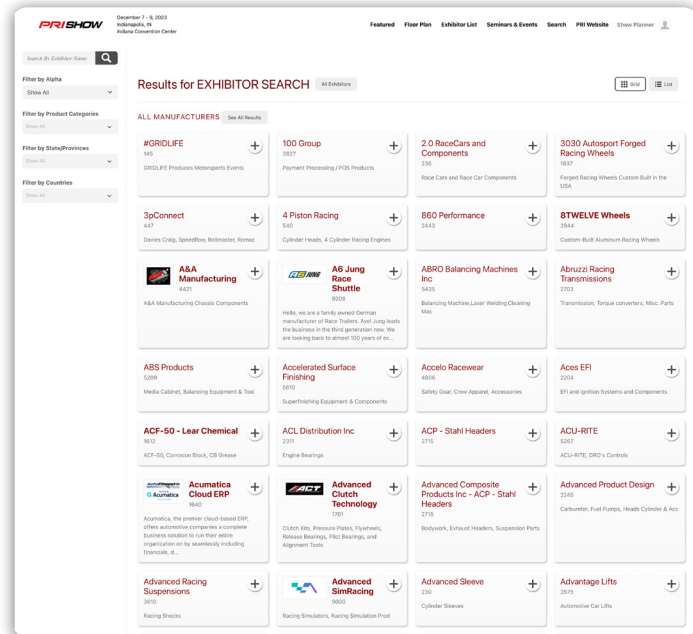 PRISHOW
December 7 - 9, 2023
Indianapolis, IN
Indiana Convention Center
Featured Floor Plan Exhibitor List Seminars & Events Search PRI Website Show Planner
Search By Exhibitor Name
Filter by Alpha
Show All
Filter by Product Categories
Show All
Filter by State/Provinces
Show All
Filter by Countries
Show All
Results for EXHIBITOR SEARCH
All Exhibitors
Grid
List
ALL MANUFACTURERS
See All Results
#GRIDLIFE
145
GRIDLIFE Produces Motorsports Events
100 Group
3827
Payment Processing / POS Products
2.0 RaceCars and
Components
236
Race Cars and Race Car Components
3030 Autosport Forged
Racing Wheels
1837
Forged Racing Wheels Custom Built in the
USA
3pConnect
447
Davies Craig, Speedflow, Rollmaster, Romac
4 Piston Racing
540
Cylinder Heads, 4 Cylinder Racing Engines
860 Performance
2443
8TWELVE Wheels
2944
Custom-Built Aluminum Racing Wheels
A&A
Manufacturing
4421
A&A Manufacturing Chassis Components
A6 JUNG
A6 Jung
Race
Shuttle
9208
Hello, we are a family owned German
manufacturer of Race Trailers. Axel Jung leads
the business in the third generation now. We
are looking back to almost 100 years of ex...
ABRO Balancing Machines
Inc
5435
Balancing Machine,Laser Welding,Cleaning
Mac
Abruzzi Racing
Transmissions
2703
Transmission, Torque converters, Misc. Parts
ABS Products
5209
Media Cabinet, Balancing Equipment & Tool
Accelerated Surface
Finishing
5610
Superfinishing Equipment & Components
Accelo Racewear
4806
Safety Gear, Crew Apparel, Accessories
Aces EFI
2204
EFI and Ignition Systems and Components
ACF-50 - Lear Chemical
1612
ACF-50, Corrosion Block, CB Grease
ACL Distribution Inc
2311
Engine Bearings
ACP - Stahl Headers
2715
ACU-RITE
5267
ACU-RITE, DRO's Controls
Acumatica
Acumatica
Cloud ERP
1640
Acumatica, the premier cloud-based ERP,
offers automotive companies a complete
business solution to run their entire
organization on by seamlessly including
financials, d...
ACT
Advanced
Clutch
Technology
1701
Clutch Kits, Pressure Plates, Flywheels,
Release Bearings, Pilot Bearings, and
Alignment Tools
Advanced Composite
Products Inc - ACP - Stahl
Headers
2715
Bodywork, Exhaust Headers, Suspension Parts
Advanced Product Design
2245
Carburetor, Fuel Pumps, Heads Cylinder & Acc
Advanced Racing
Suspensions
3610
Racing Shocks
Advanced
SimRacing
9000
Racing Simulators, Racing Simulation Prod
Advanced Sleeve
230
Cylinder Sleeves
Advantage Lifts
2875
Automotive Car Lifts